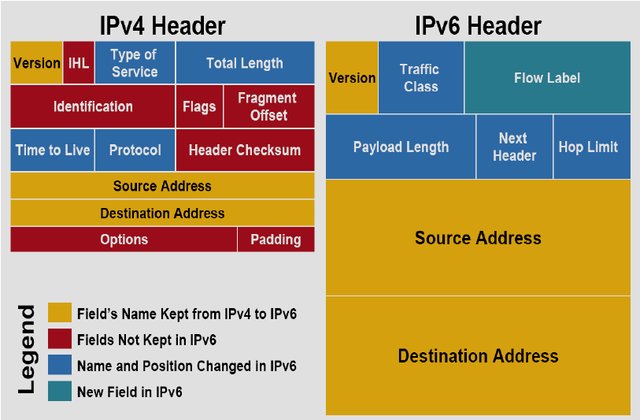 IPv4 Header
Version IHL Type of Service Total Length
Identification Flags Fragment Offset
Time to Live Protocol Header Checksum
Source Address
Destination Address
Options Padding
IPv6 Header
Version Traffic Class Flow Label
Payload Length Next Header Hop Limit
Source Address
Destination Address
Legend
Field's Name Kept from IPv4 to IPv6
Fields Not Kept in IPv6
Name and Position Changed in IPv6
New Field in IPv6